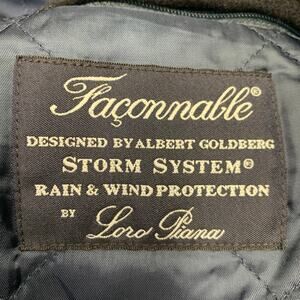 Façonnable®
DESIGNED BY ALBERT GOLDBERG
STORM SYSTEM®
RAIN & WIND PROTECTION
BY Loro Piana